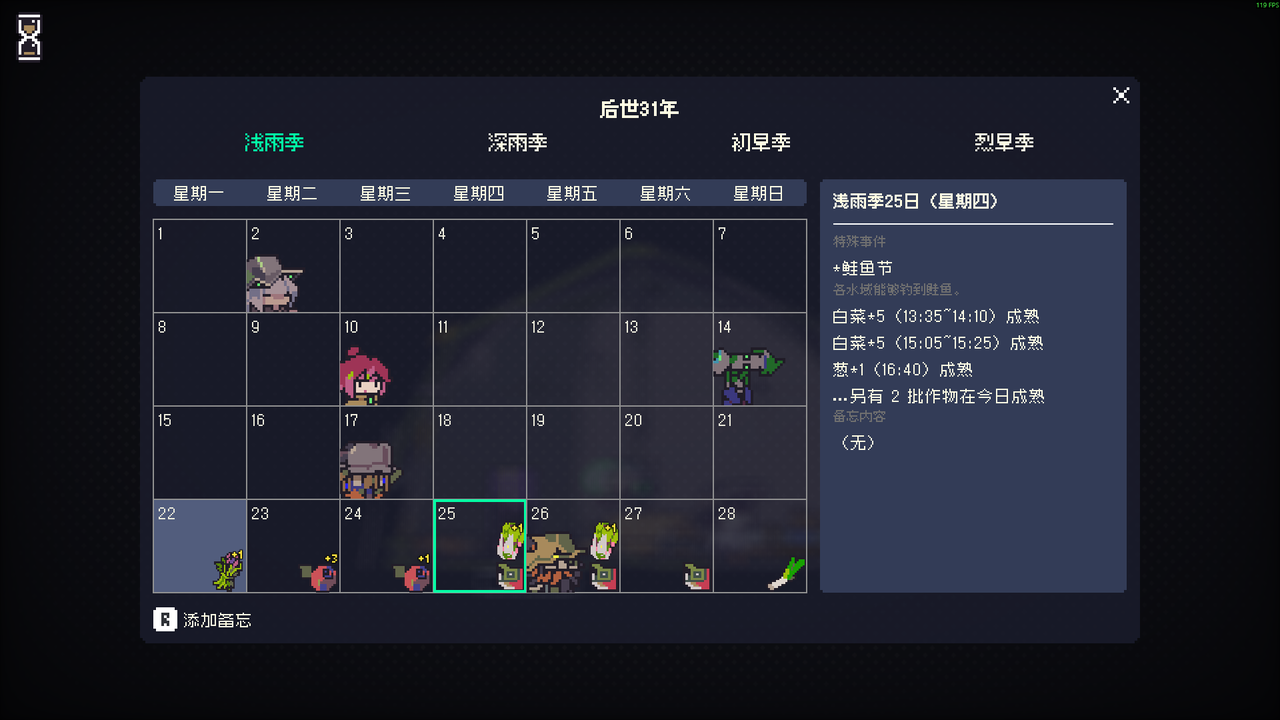 119 FPS
后世31年
浅雨季 深雨季 初旱季 烈旱季
星期一 星期二 星期三 星期四 星期五 星期六 星期日
1 2 3 4 5 6 7
8 9 10 11 12 13 14
15 16 17 18 19 20 21
22 23 24 25 26 27 28
+1 +3 +1 +1 +1
R 添加备忘
浅雨季25日（星期四）
特殊事件
*鲑鱼节
各水域能够钓到鲑鱼。
白菜*5（13:35~14:10）成熟
白菜*5（15:05~15:25）成熟
葱*1（16:40）成熟
...另有 2 批作物在今日成熟
备忘内容
（无）